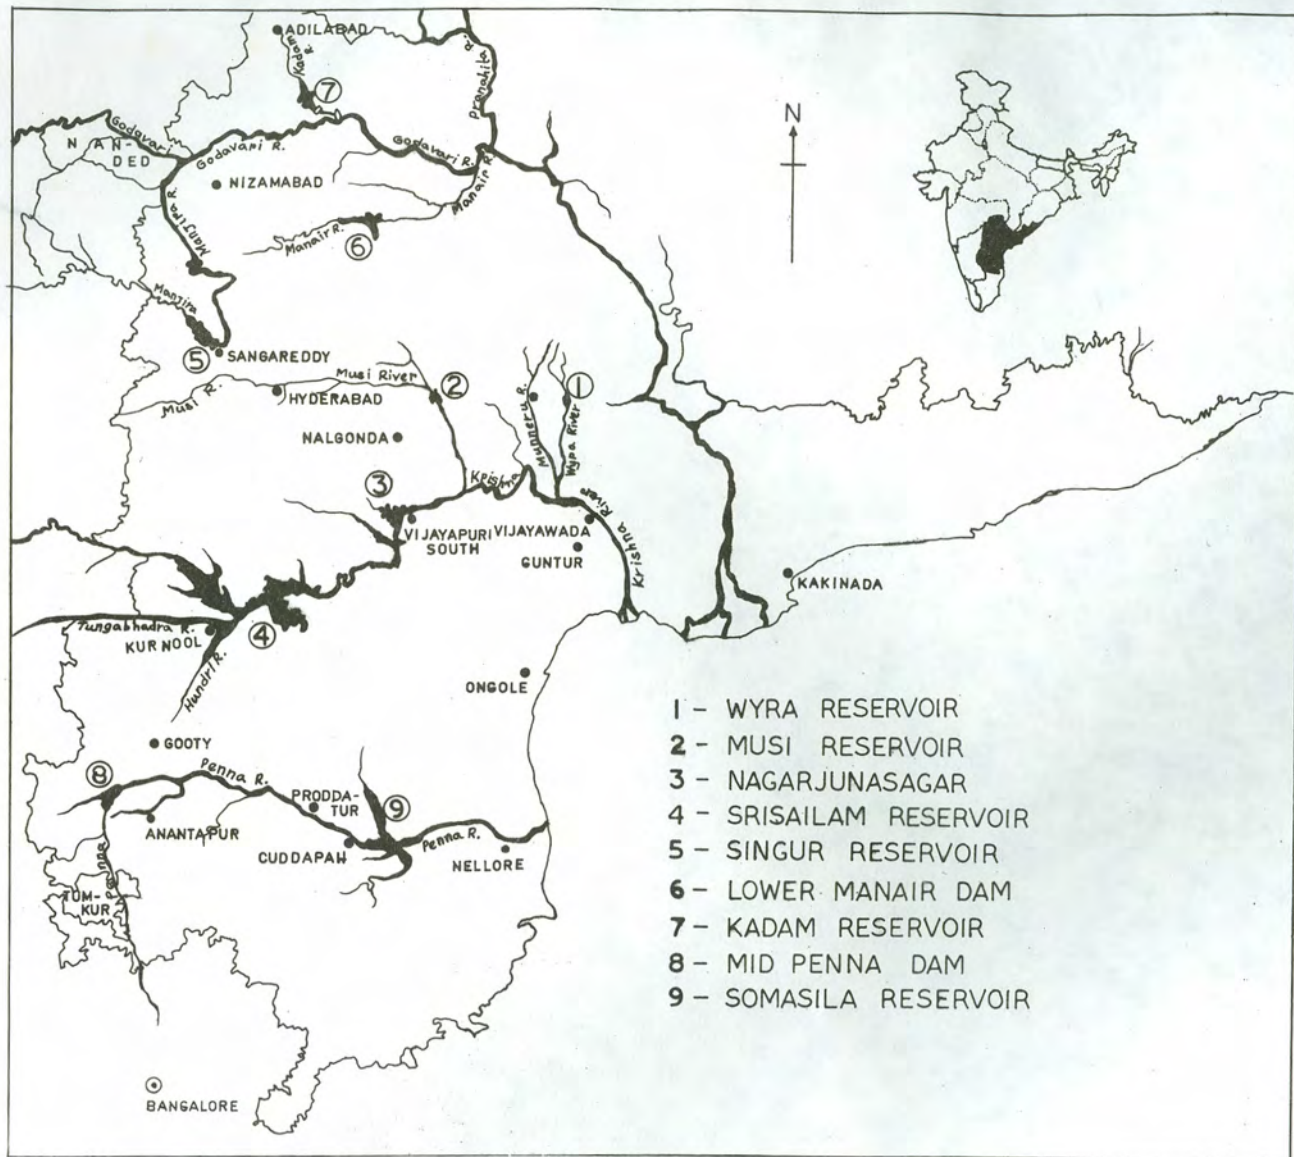 ADILABAD
Kadam R.
Pranahita R.
7
N
Godavari
NAN-
DED
Godavari R.
Godavari R.
NIZAMABAD
Manair R.
Manjira R.
Manair R.
6
Manjira
5
SANGAREDDY
Musi River
2
1
Musi R.
HYDERABAD
Munneru R.
Wyra River
NALGONDA
3
Krishna
VIJAYAPURI
SOUTH
VIJAYAWADA
Krishna River
GUNTUR
KAKINADA
Tungabhadra R.
KURNOOL
4
Hundri R.
ONGOLE
GOOTY
8
Penna R.
PRODDA-
TUR
9
ANANTAPUR
CUDDAPAH
Penna R.
NELLORE
Penna
TUM-
KUR
BANGALORE
1 - WYRA RESERVOIR
2 - MUSI RESERVOIR
3 - NAGARJUNASAGAR
4 - SRISAILAM RESERVOIR
5 - SINGUR RESERVOIR
6 - LOWER MANAIR DAM
7 - KADAM RESERVOIR
8 - MID PENNA DAM
9 - SOMASILA RESERVOIR